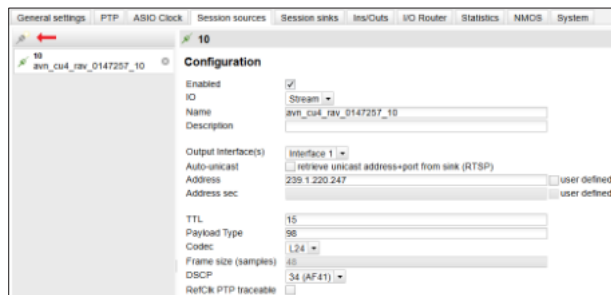 General settings PTP ASIO Clock Session sources Session sinks Ins/Outs I/O Router Statistics NMOS System
10
10
avn_cu4_rav_0147257_10
Configuration
Enabled
IO Stream
Name avn_cu4_rav_0147257_10
Description
Output Interface(s) Interface 1
Auto-unicast retrieve unicast address+port from sink (RTSP)
Address 239.1.220.247 user defined
Address sec user defined
TTL 15
Payload Type 98
Codec L24
Frame size (samples) 48
DSCP 34 (AF41)
RefClk PTP traceable